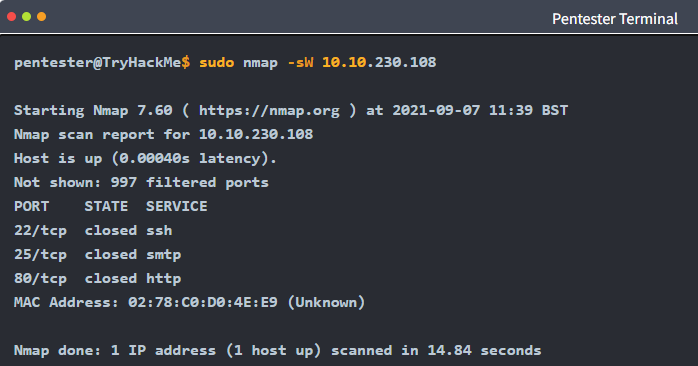 Pentester Terminal
pentester@TryHackMe$ sudo nmap -sW 10.10.230.108
Starting Nmap 7.60 ( https://nmap.org ) at 2021-09-07 11:39 BST
Nmap scan report for 10.10.230.108
Host is up (0.00040s latency).
Not shown: 997 filtered ports
PORT    STATE  SERVICE
22/tcp  closed ssh
25/tcp  closed smtp
80/tcp  closed http
MAC Address: 02:78:C0:D0:4E:E9 (Unknown)
Nmap done: 1 IP address (1 host up) scanned in 14.84 seconds